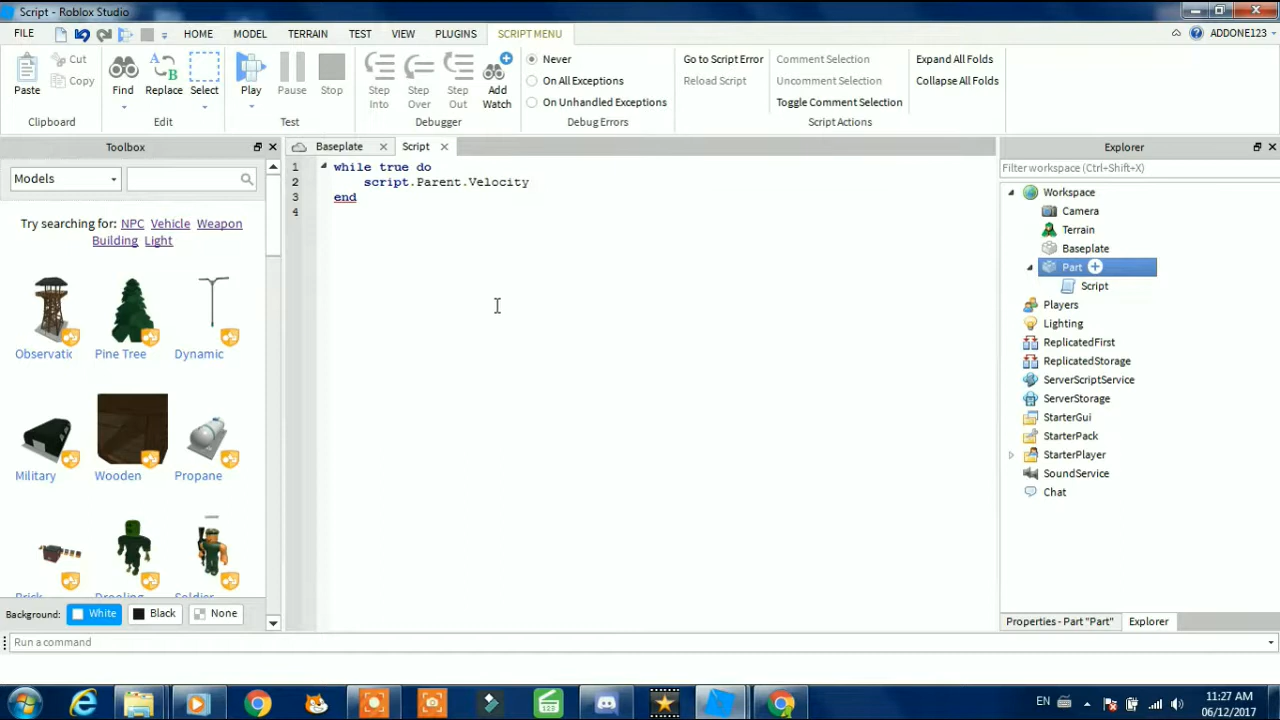 Script - Roblox Studio
FILE HOME MODEL TERRAIN TEST VIEW PLUGINS SCRIPT MENU ADDONE123
Paste Cut Copy
Clipboard
Find Replace Select
Edit
Play Pause Stop
Test
Step Into Step Over Step Out Add Watch
Debugger
Never
On All Exceptions
On Unhandled Exceptions
Debug Errors
Go to Script Error
Reload Script
Comment Selection
Uncomment Selection
Toggle Comment Selection
Script Actions
Expand All Folds
Collapse All Folds
Toolbox
Models
Try searching for: NPC Vehicle Weapon
Building Light
Observatic Pine Tree Dynamic
Military Wooden Propane
Brick Drooling Soldier
Background: White Black None
Baseplate Script
1 while true do
2 script.Parent.Velocity
3 end
4
Explorer
Filter workspace (Ctrl+Shift+X)
Workspace
Camera
Terrain
Baseplate
Part
Script
Players
Lighting
ReplicatedFirst
ReplicatedStorage
ServerScriptService
ServerStorage
StarterGui
StarterPack
StarterPlayer
SoundService
Chat
Properties - Part "Part" Explorer
Run a command
123
EN
11:27 AM
06/12/2017